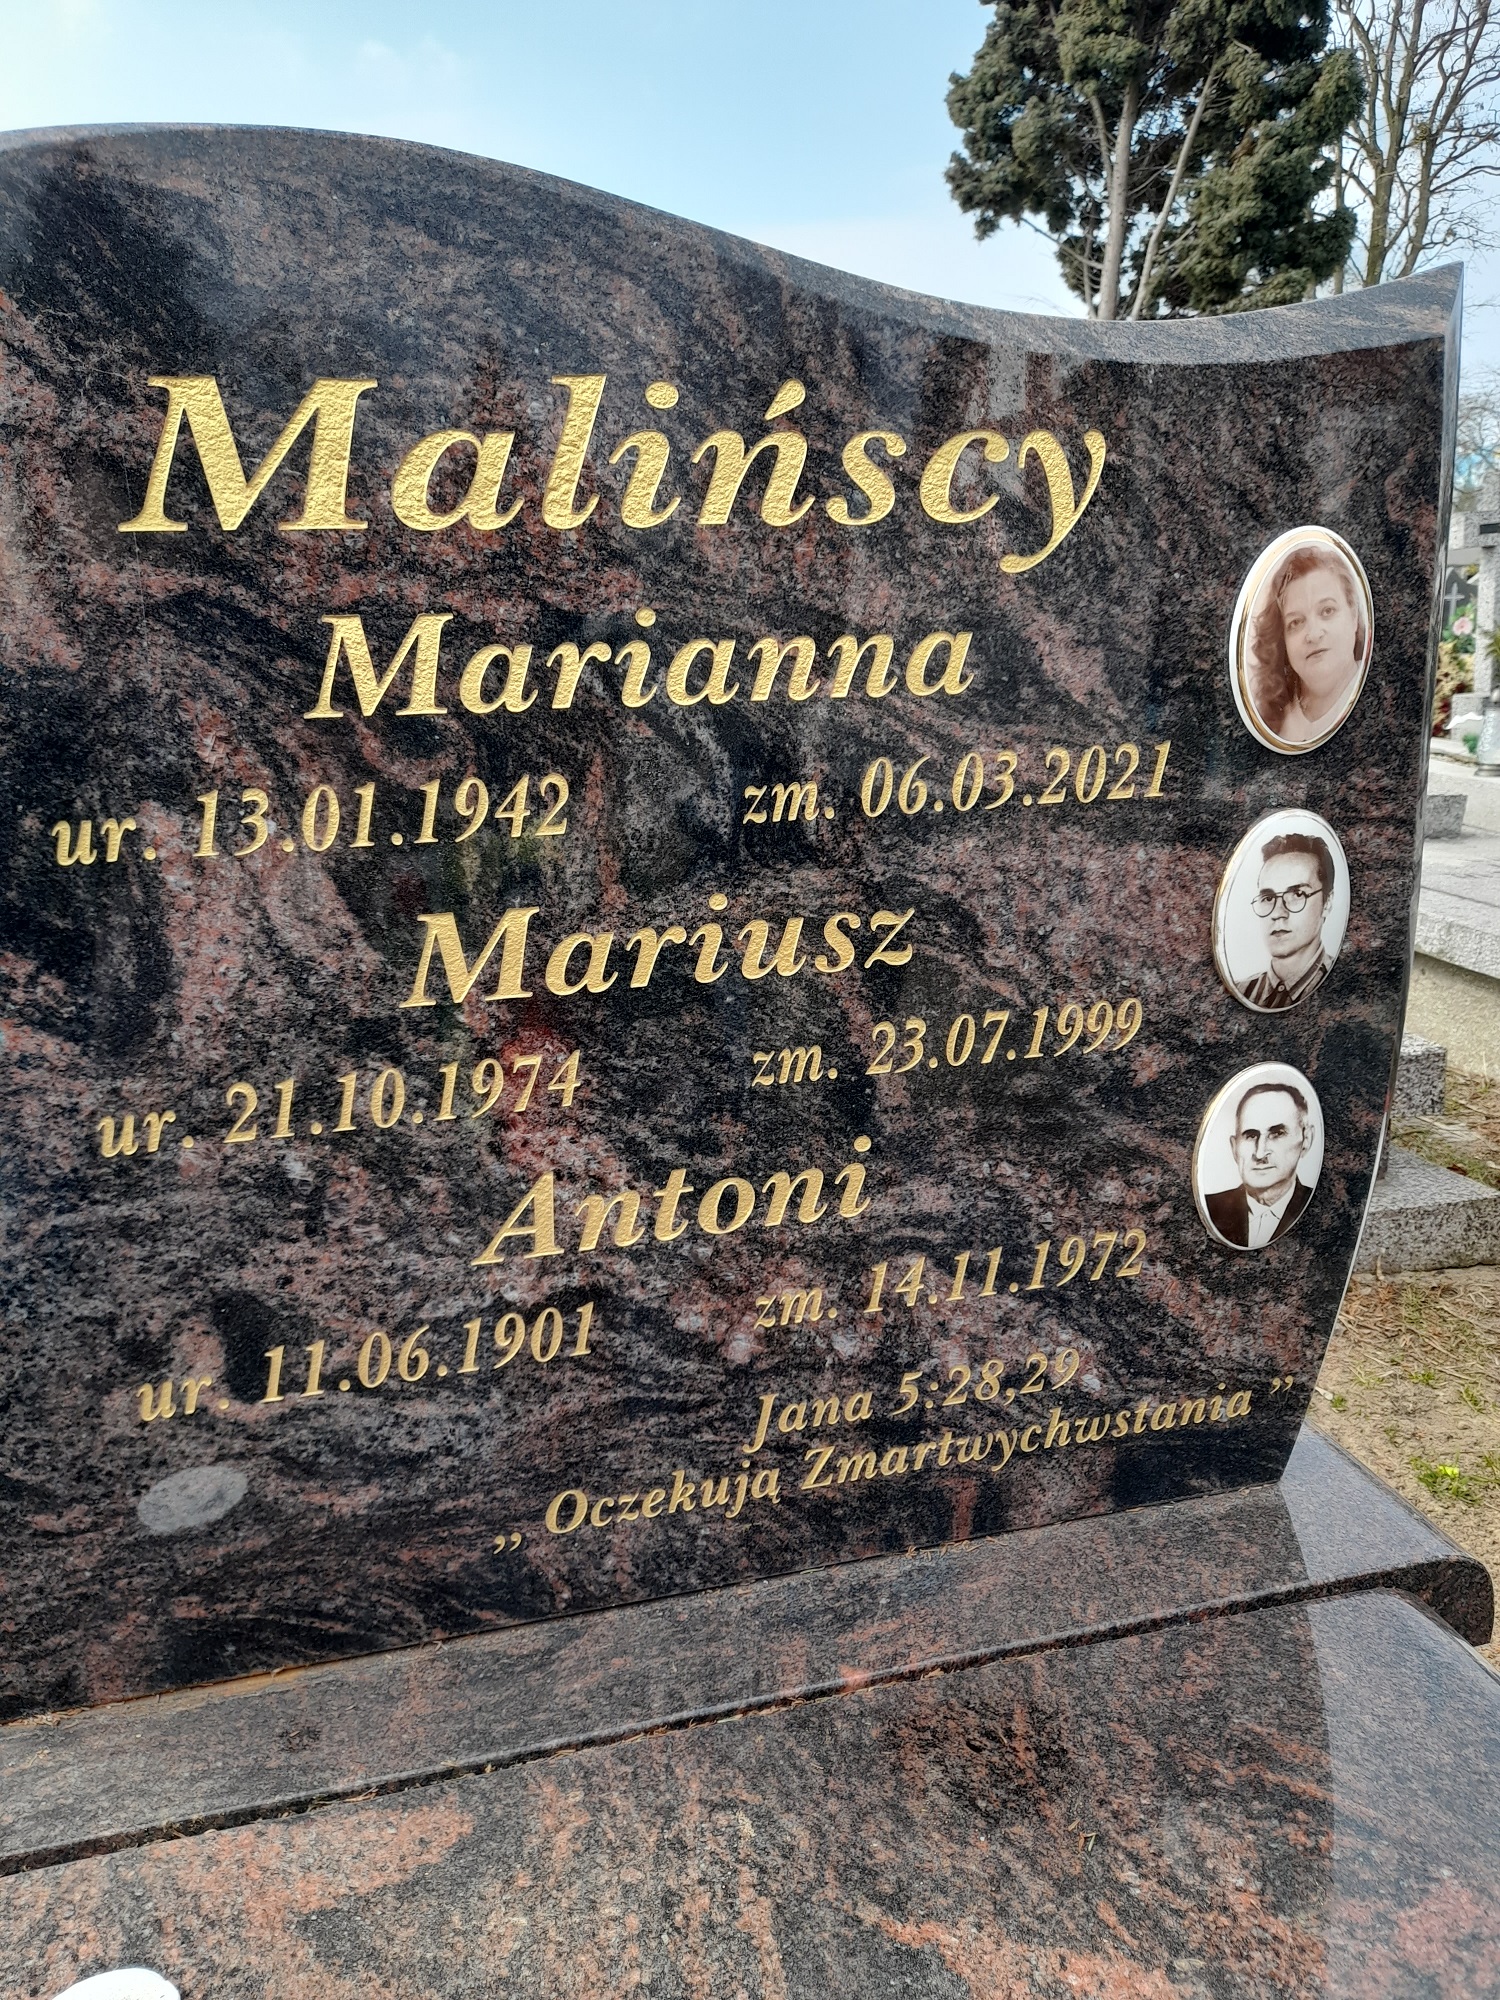 Malińscy
Marianna
ur. 13.01.1942 zm. 06.03.2021
Mariusz
ur. 21.10.1974 zm. 23.07.1999
Antoni
ur. 11.06.1901 zm. 14.11.1972
Jana 5:28,29
„ Oczekują Zmartwychwstania ”